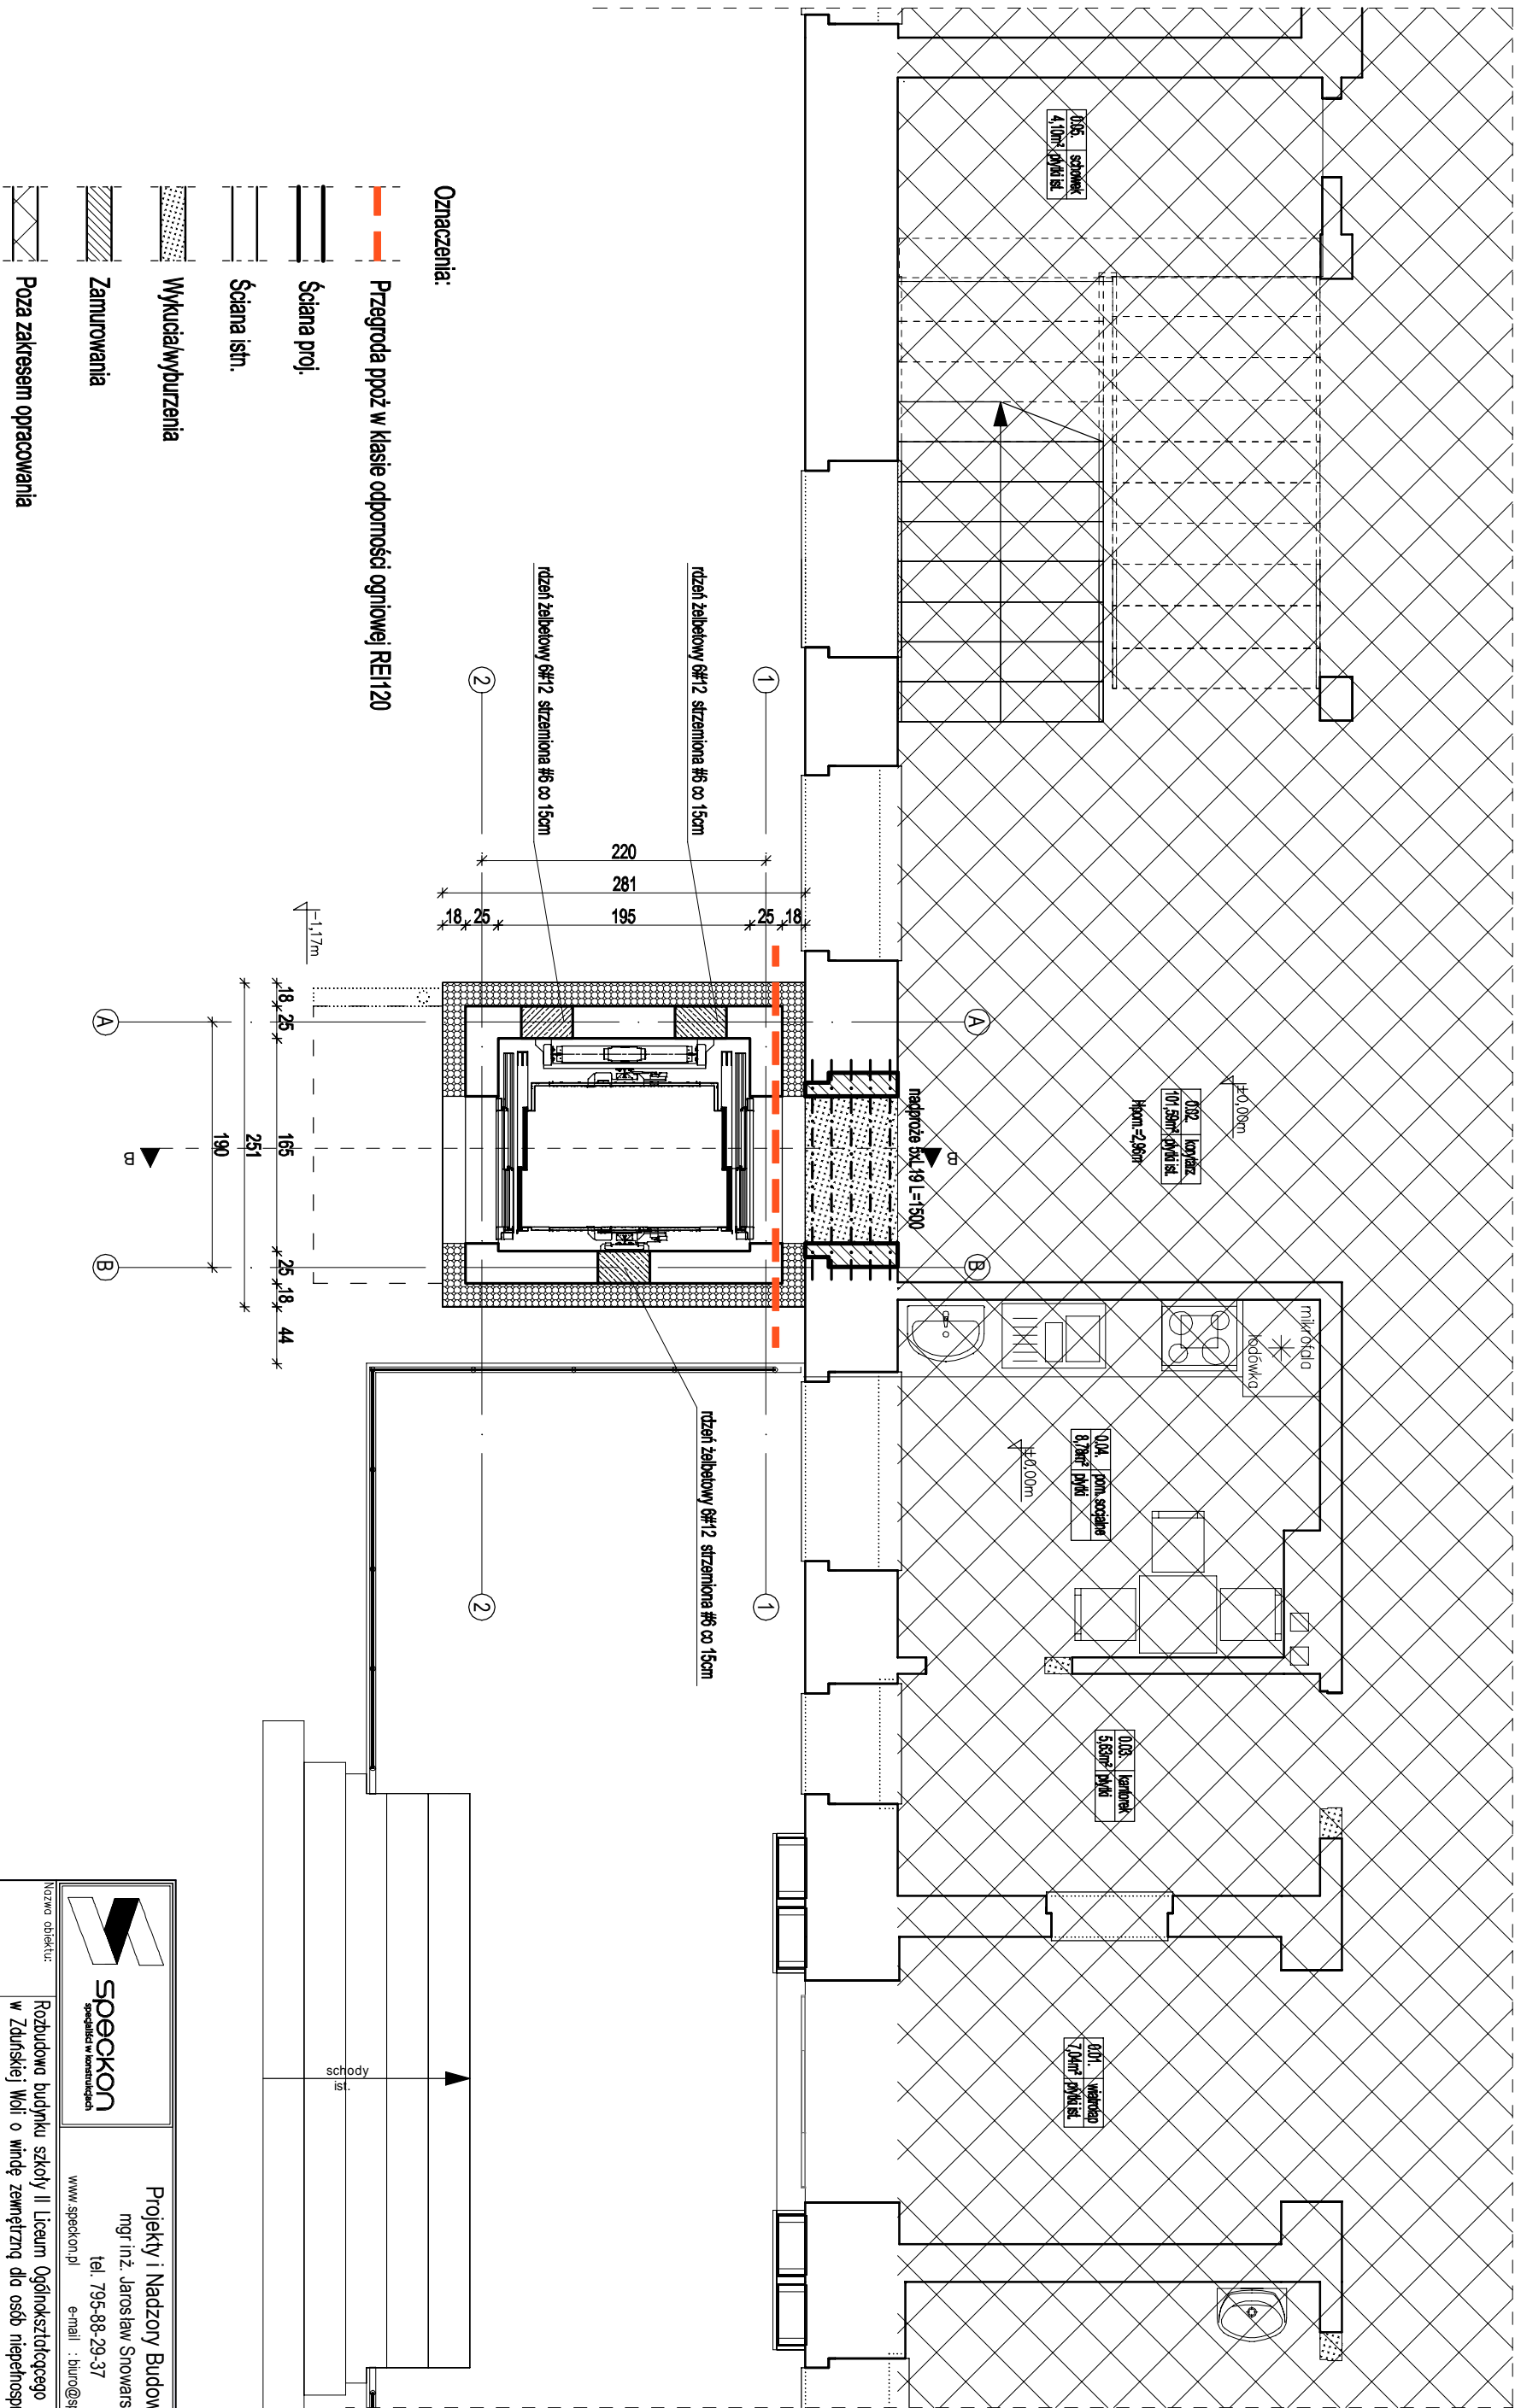 0.05. schowek
4,10m² płytki ist.
0.02. korytarz
101,59m² płytki ist.
Hpom.=2,96m
±0,00m
mikrofala
lodówka
0.04. pom. socjalne
8,79m² płytki
±0,00m
0.03. kantorek
5,63m² płytki
0.01. wiatrołap
7,04m² płytki ist.
nadproże 5xL19 L=1500
B
B
A
A
B
B
1
1
2
2
rdzeń żelbetowy 6#12 strzemiona #6 co 15cm
rdzeń żelbetowy 6#12 strzemiona #6 co 15cm
rdzeń żelbetowy 6#12 strzemiona #6 co 15cm
220
281
18 25 195 25 18
18 25 165 25 18 44
251
190
-1,17m
schody
ist.
Oznaczenia:
Przegroda ppoż w klasie odporności ogniowej REI120
Ściana proj.
Ściana istn.
Wykucia/wyburzenia
Zamurowania
Poza zakresem opracowania
speckon
specjaliści w konstrukcjach
Projekty i Nadzory Budow
mgr inż. Jarosław Snowars
tel. 795-88-29-37
www.speckon.pl e-mail : biuro@sp
Nazwa obiektu:
Rozbudowa budynku szkoły II Liceum Ogólnokształcącego
w Zduńskiej Woli o windę zewnętrzną dla osób niepełnosp